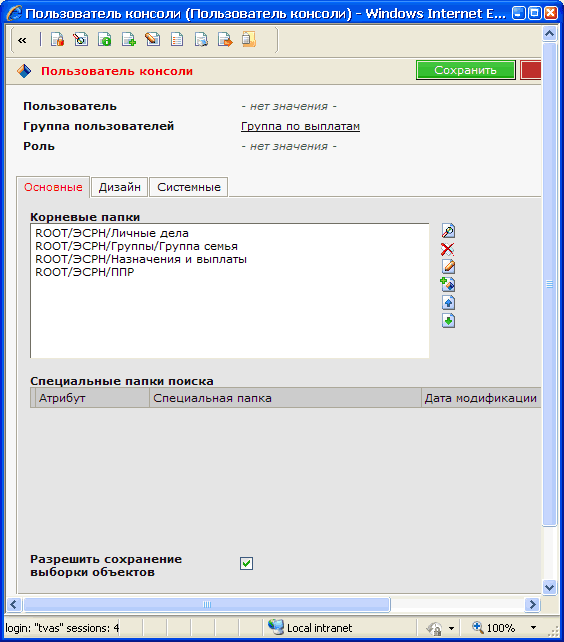 Пользователь консоли (Пользователь консоли) - Windows Internet E...
«
Пользователь консоли
Сохранить
Пользователь - нет значения -
Группа пользователей Группа по выплатам
Роль - нет значения -
Основные Дизайн Системные
Корневые папки
ROOT/ЭСРН/Личные дела
ROOT/ЭСРН/Группы/Группа семья
ROOT/ЭСРН/Назначения и выплаты
ROOT/ЭСРН/ППР
Специальные папки поиска
Атрибут Специальная папка Дата модификации
Разрешить сохранение
выборки объектов
login: "tvas" sessions: 4 Local intranet 100%